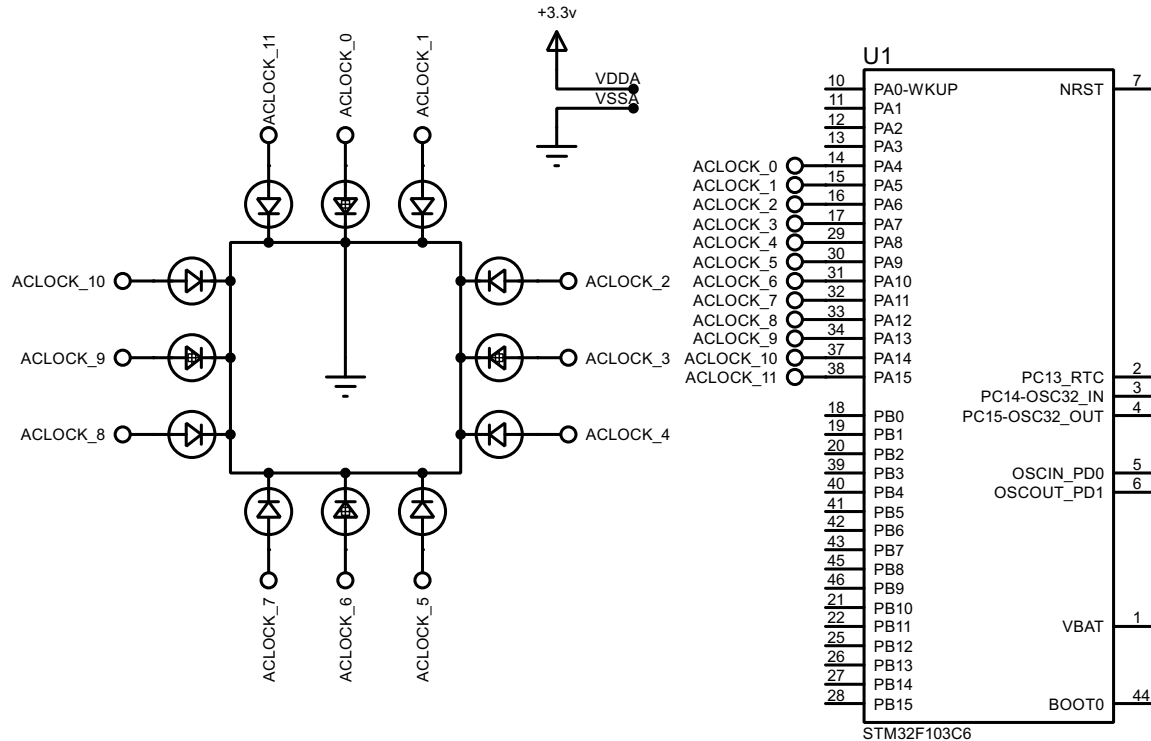 +3.3v
VDDA
VSSA
ACLOCK_11
ACLOCK_0
ACLOCK_1
ACLOCK_10
ACLOCK_2
ACLOCK_9
ACLOCK_3
ACLOCK_8
ACLOCK_4
ACLOCK_7
ACLOCK_6
ACLOCK_5
U1
10 PA0-WKUP NRST 7
11 PA1
12 PA2
13 PA3
ACLOCK_0 14 PA4
ACLOCK_1 15 PA5
ACLOCK_2 16 PA6
ACLOCK_3 17 PA7
ACLOCK_4 29 PA8
ACLOCK_5 30 PA9
ACLOCK_6 31 PA10
ACLOCK_7 32 PA11
ACLOCK_8 33 PA12
ACLOCK_9 34 PA13
ACLOCK_10 37 PA14
ACLOCK_11 38 PA15 PC13_RTC 2
PC14-OSC32_IN 3
18 PB0 PC15-OSC32_OUT 4
19 PB1
20 PB2
39 PB3 OSCIN_PD0 5
40 PB4 OSCOUT_PD1 6
41 PB5
42 PB6
43 PB7
45 PB8
46 PB9
21 PB10
22 PB11 VBAT 1
25 PB12
26 PB13
27 PB14
28 PB15 BOOT0 44
STM32F103C6